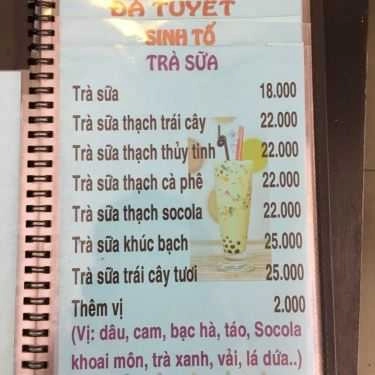 ĐÁ TUYẾT
SINH TỐ
TRÀ SỮA
Trà sữa 18.000
Trà sữa thạch trái cây 22.000
Trà sữa thạch thủy tinh 22.000
Trà sữa thạch cà phê 22.000
Trà sữa thạch socola 22.000
Trà sữa khúc bạch 25.000
Trà sữa trái cây tươi 25.000
Thêm vị 2.000
(Vị: dâu, cam, bạc hà, táo, Socola
khoai môn, trà xanh, vải, lá dứa..)